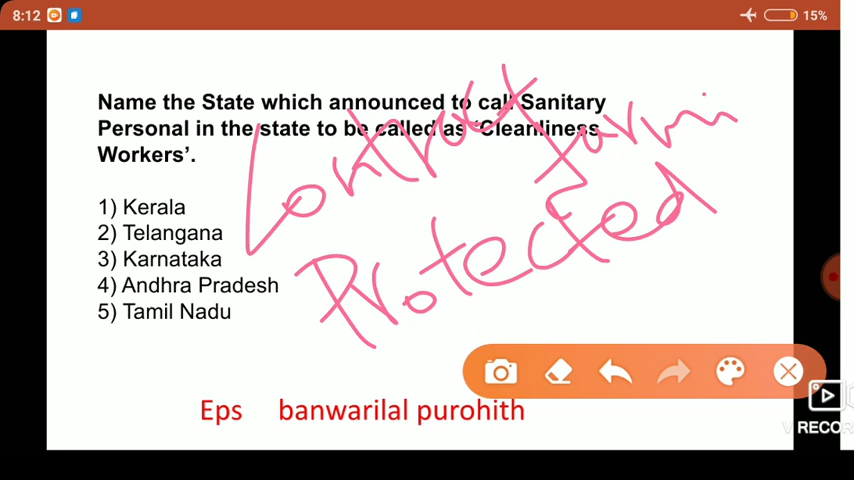 8:12
15%
Name the State which announced to call Sanitary
Personal in the state to be called as ‘Cleanliness
Workers’.
1) Kerala
2) Telangana
3) Karnataka
4) Andhra Pradesh
5) Tamil Nadu
Contract farmi
Protected
Eps banwarilal purohith
V RECO